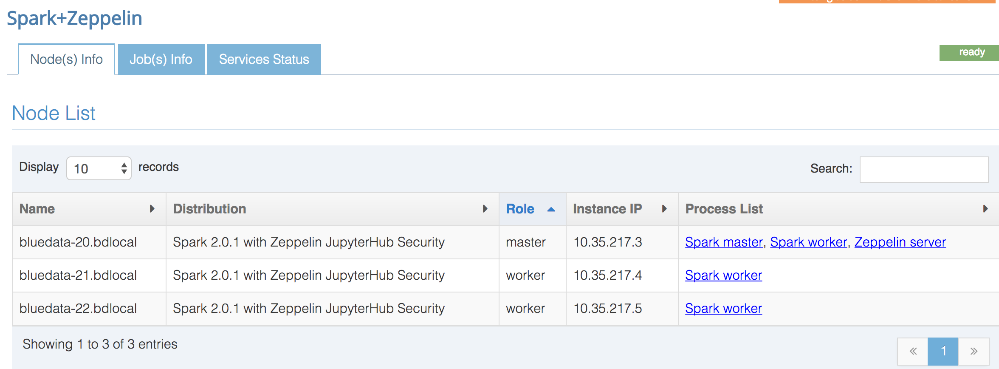 Spark+Zeppelin
Node(s) Info Job(s) Info Services Status ready
Node List
Display 10 records Search:
Name Distribution Role Instance IP Process List
bluedata-20.bdlocal Spark 2.0.1 with Zeppelin JupyterHub Security master 10.35.217.3 Spark master, Spark worker, Zeppelin server
bluedata-21.bdlocal Spark 2.0.1 with Zeppelin JupyterHub Security worker 10.35.217.4 Spark worker
bluedata-22.bdlocal Spark 2.0.1 with Zeppelin JupyterHub Security worker 10.35.217.5 Spark worker
Showing 1 to 3 of 3 entries « 1 »